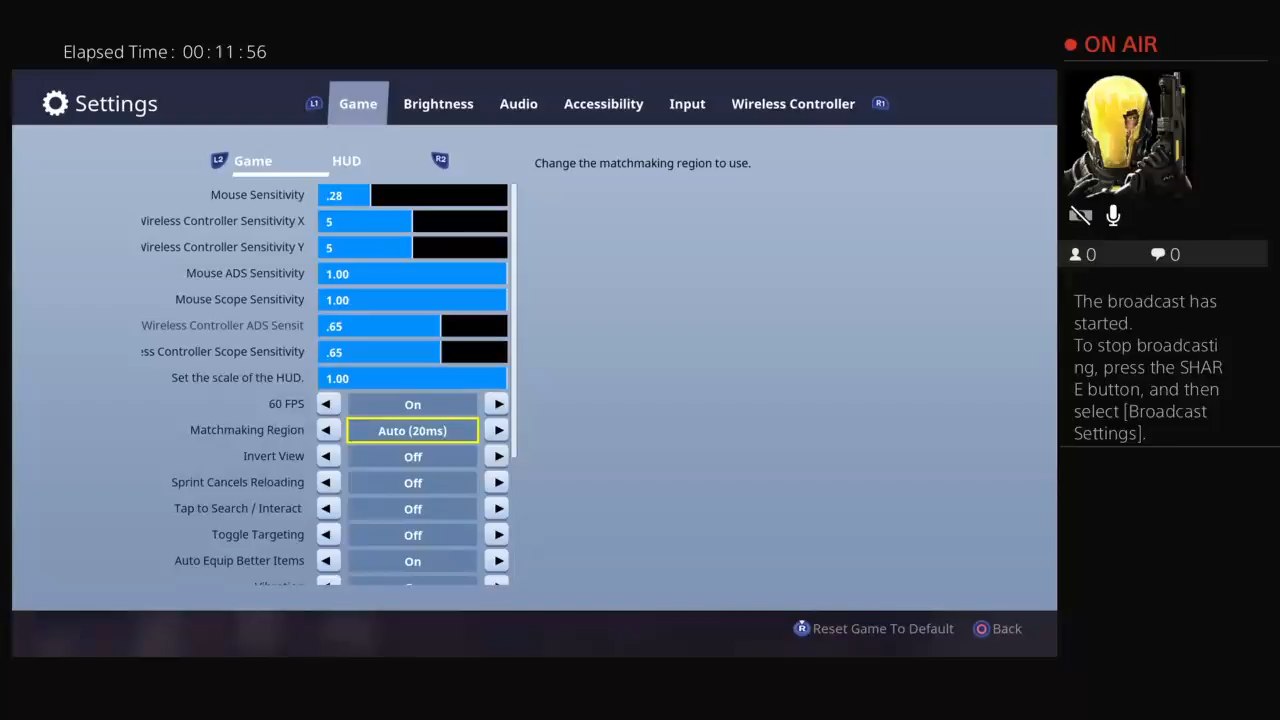 Elapsed Time: 00:11:56
ON AIR
Settings
L1 Game Brightness Audio Accessibility Input Wireless Controller R1
L2 Game HUD R2
Change the matchmaking region to use.
Mouse Sensitivity .28
Wireless Controller Sensitivity X 5
Wireless Controller Sensitivity Y 5
Mouse ADS Sensitivity 1.00
Mouse Scope Sensitivity 1.00
Wireless Controller ADS Sensit .65
ss Controller Scope Sensitivity .65
Set the scale of the HUD. 1.00
60 FPS On
Matchmaking Region Auto (20ms)
Invert View Off
Sprint Cancels Reloading Off
Tap to Search / Interact Off
Toggle Targeting Off
Auto Equip Better Items On
R Reset Game To Default Back
0 0
The broadcast has
started.
To stop broadcasti
ng, press the SHAR
E button, and then
select [Broadcast
Settings].